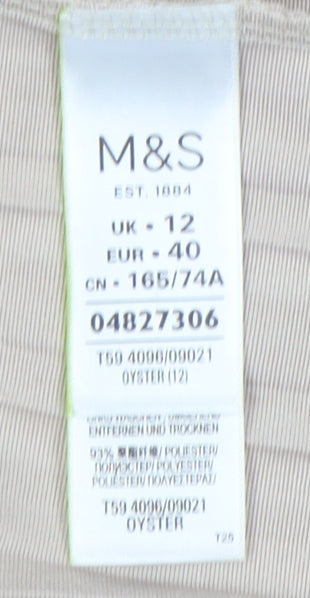 M&S
EST. 1884
UK - 12
EUR - 40
CN - 165/74A
04827306
T59 4096/09021
OYSTER (12)
ENTFERNEN UND TROCKNEN
93% 聚酯纤维/ POLIESTER/
ПОЛИЭСТЕР/ POLYESTER/
POLIÉSTER/ ΠΟΛΥΕΣΤΕΡΑΣ/
T59 4096/09021
OYSTER
T25